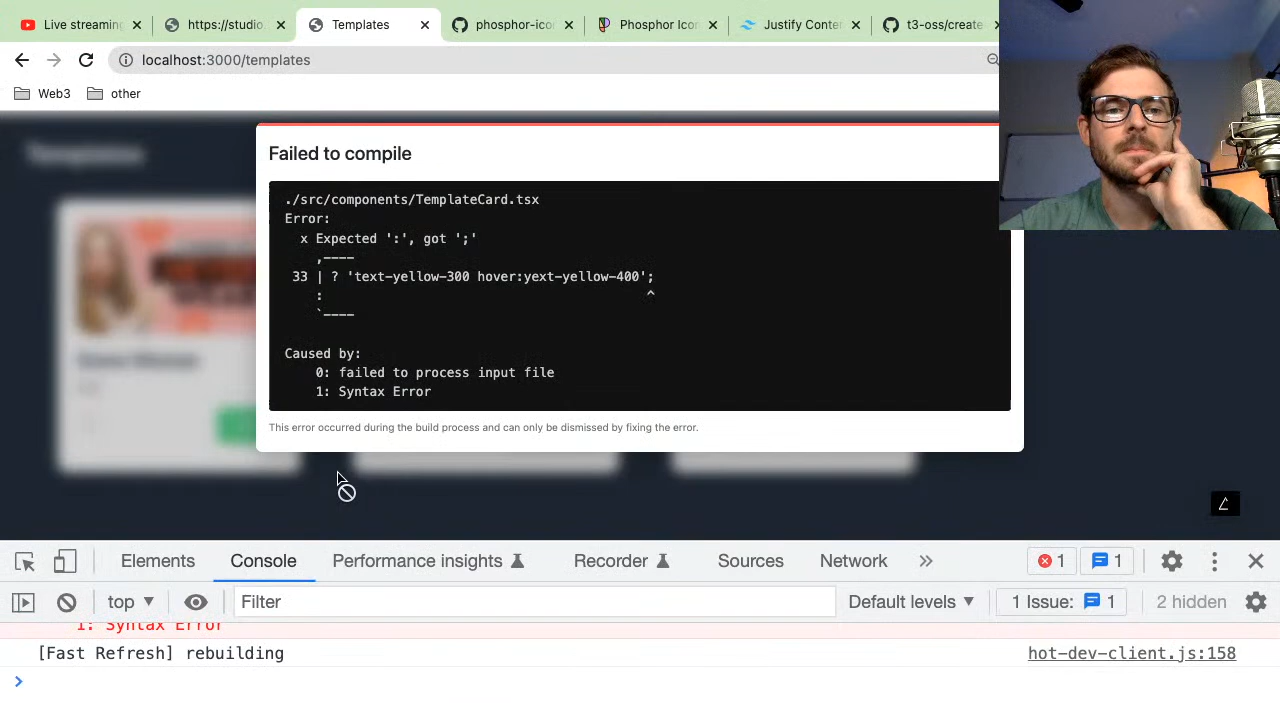 Live streaming
https://studio.
Templates
phosphor-ico
Phosphor Icon
Justify Conter
t3-oss/create
localhost:3000/templates
Web3
other
Templates
Failed to compile
./src/components/TemplateCard.tsx
Error:
x Expected ':', got ';'
,----
33 | ? 'text-yellow-300 hover:yext-yellow-400';
: ^
`----
Caused by:
0: failed to process input file
1: Syntax Error
This error occurred during the build process and can only be dismissed by fixing the error.
Elements
Console
Performance insights
Recorder
Sources
Network
»
1
1
top
Filter
Default levels
1 Issue:
1
2 hidden
1: Syntax Error
[Fast Refresh] rebuilding
hot-dev-client.js:158
>